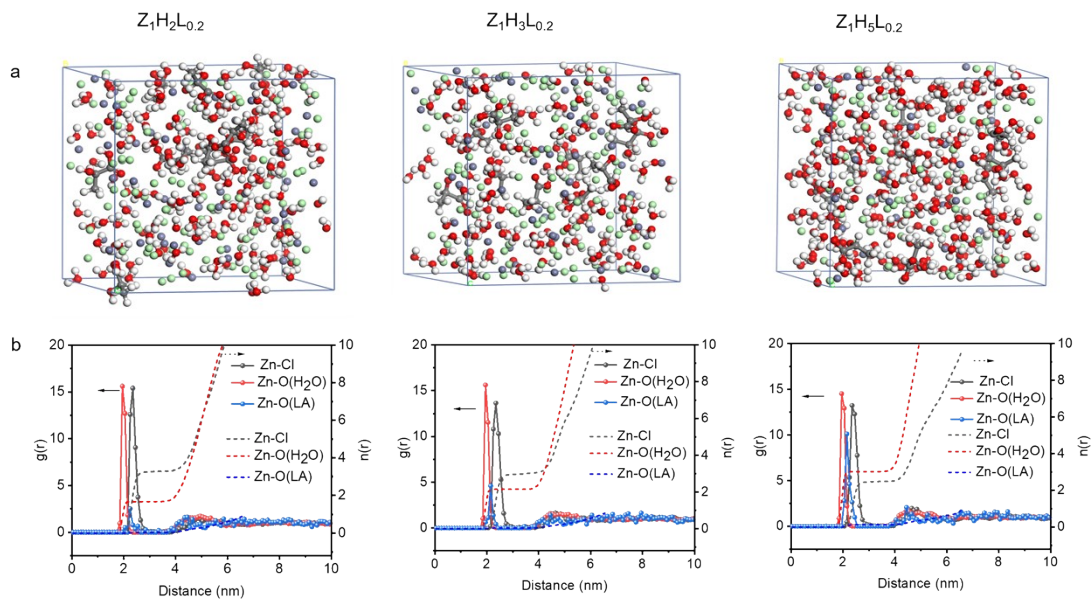 Z₁H₂L₀.₂ Z₁H₃L₀.₂ Z₁H₅L₀.₂
a
b
20
15
10
5
0
g(r)
10
8
6
4
2
0
n(r)
Zn-Cl
Zn-O(H₂O)
Zn-O(LA)
Zn-Cl
Zn-O(H₂O)
Zn-O(LA)
0 2 4 6 8 10
Distance (nm)
20
15
10
5
0
g(r)
10
8
6
4
2
0
n(r)
Zn-Cl
Zn-O(H₂O)
Zn-O(LA)
Zn-Cl
Zn-O(H₂O)
Zn-O(LA)
0 2 4 6 8 10
Distance (nm)
20
15
10
5
0
g(r)
10
8
6
4
2
0
n(r)
Zn-Cl
Zn-O(H₂O)
Zn-O(LA)
Zn-Cl
Zn-O(H₂O)
Zn-O(LA)
0 2 4 6 8 10
Distance (nm)